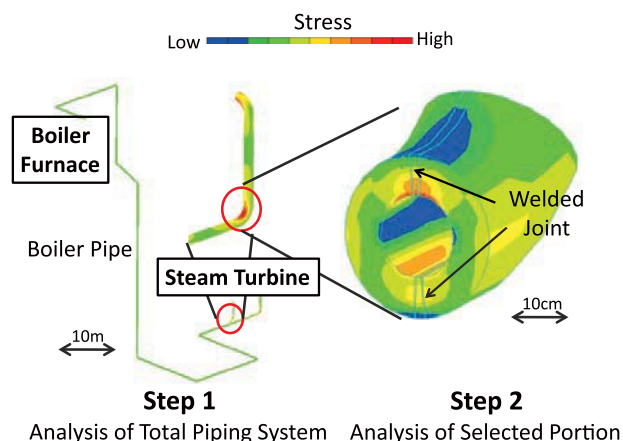 Stress
Low High
Boiler
Furnace
Boiler Pipe
Welded
Joint
Steam Turbine
10m
10cm
Step 1
Analysis of Total Piping System
Step 2
Analysis of Selected Portion